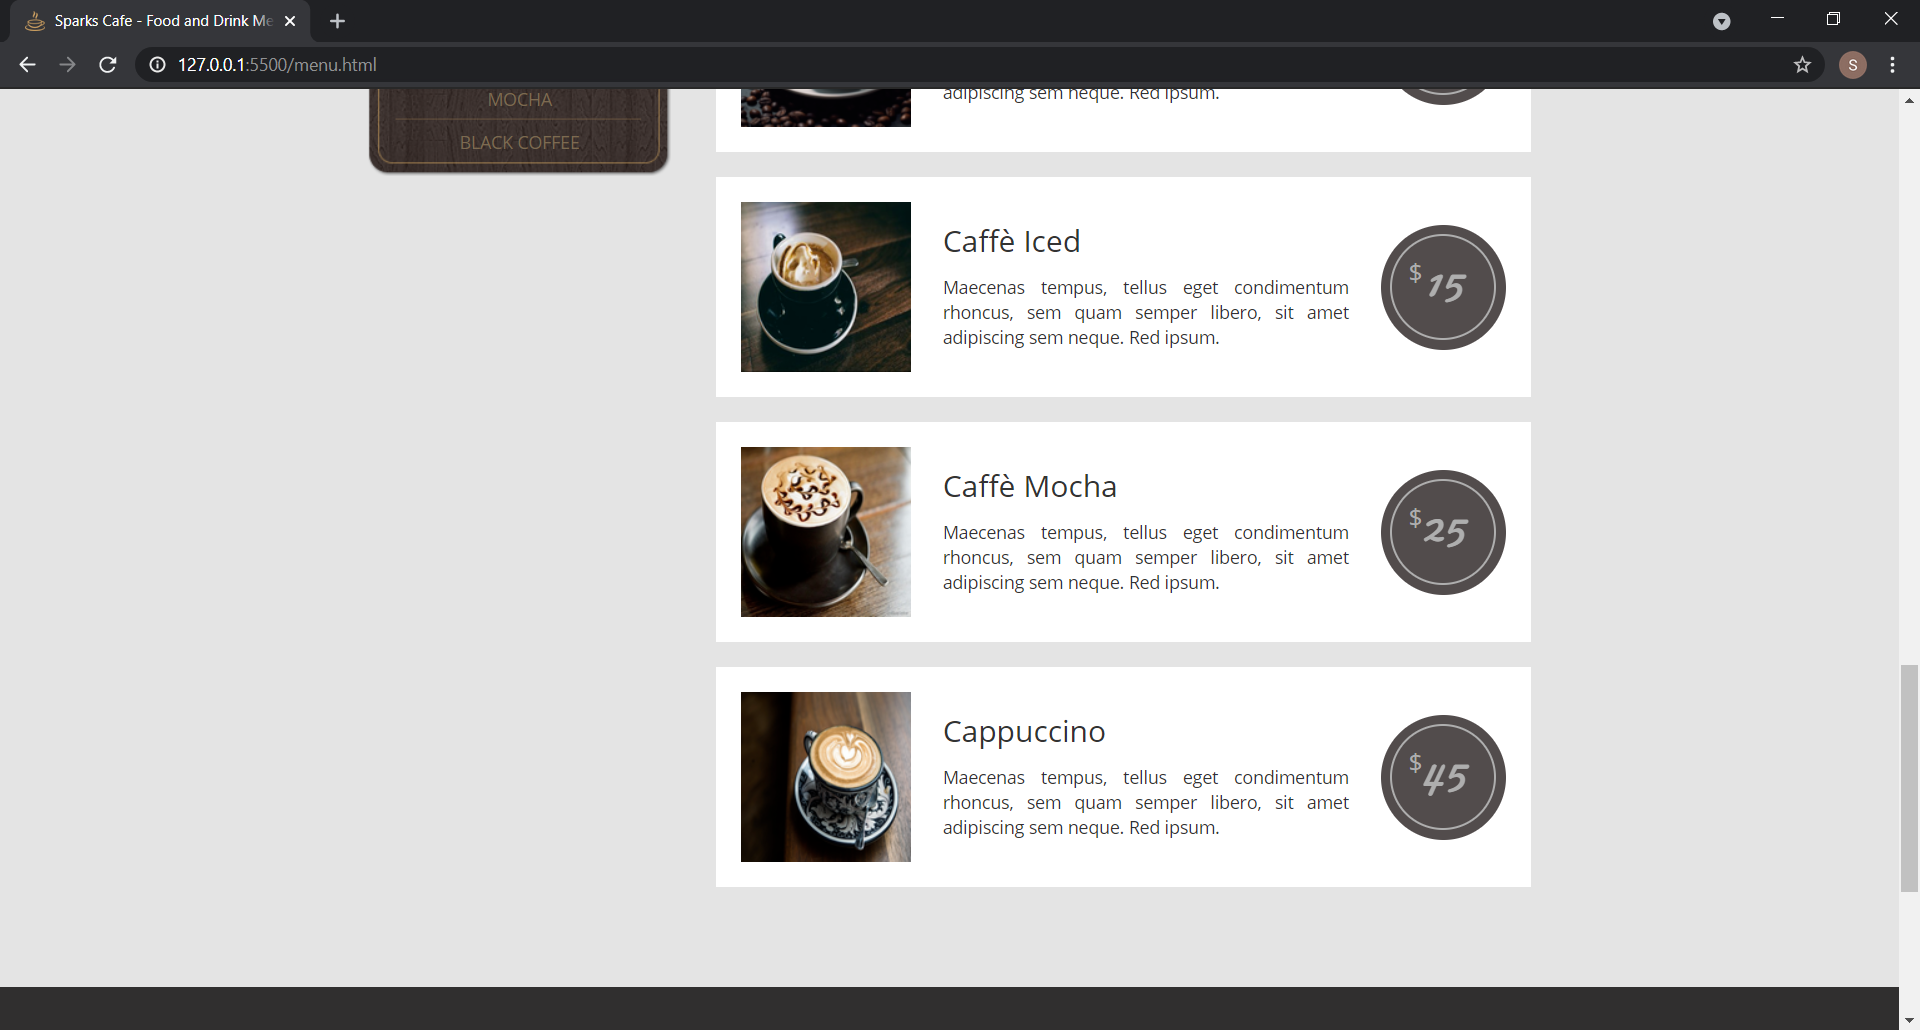 Sparks Cafe - Food and Drink Me
127.0.0.1:5500/menu.html
S
MOCHA
BLACK COFFEE
adipiscing sem neque. Red ipsum.
Caffè Iced
Maecenas tempus, tellus eget condimentum
rhoncus, sem quam semper libero, sit amet
adipiscing sem neque. Red ipsum.
$ 15
Caffè Mocha
Maecenas tempus, tellus eget condimentum
rhoncus, sem quam semper libero, sit amet
adipiscing sem neque. Red ipsum.
$ 25
Cappuccino
Maecenas tempus, tellus eget condimentum
rhoncus, sem quam semper libero, sit amet
adipiscing sem neque. Red ipsum.
$ 45